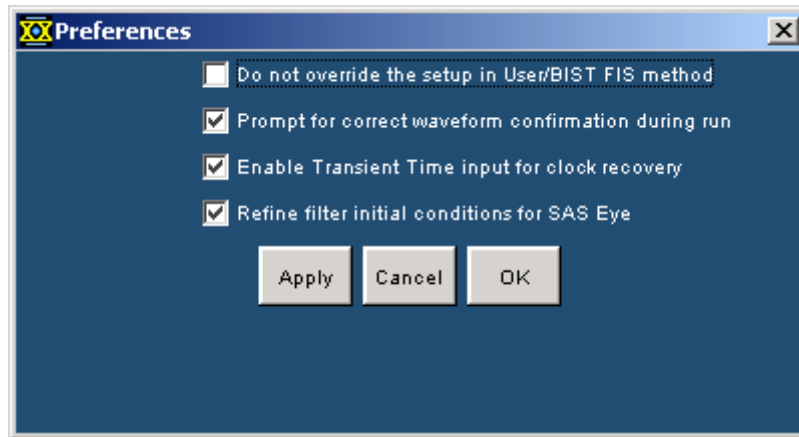 Preferences
Do not override the setup in User/BIST FIS method
Prompt for correct waveform confirmation during run
Enable Transient Time input for clock recovery
Refine filter initial conditions for SAS Eye
Apply Cancel OK